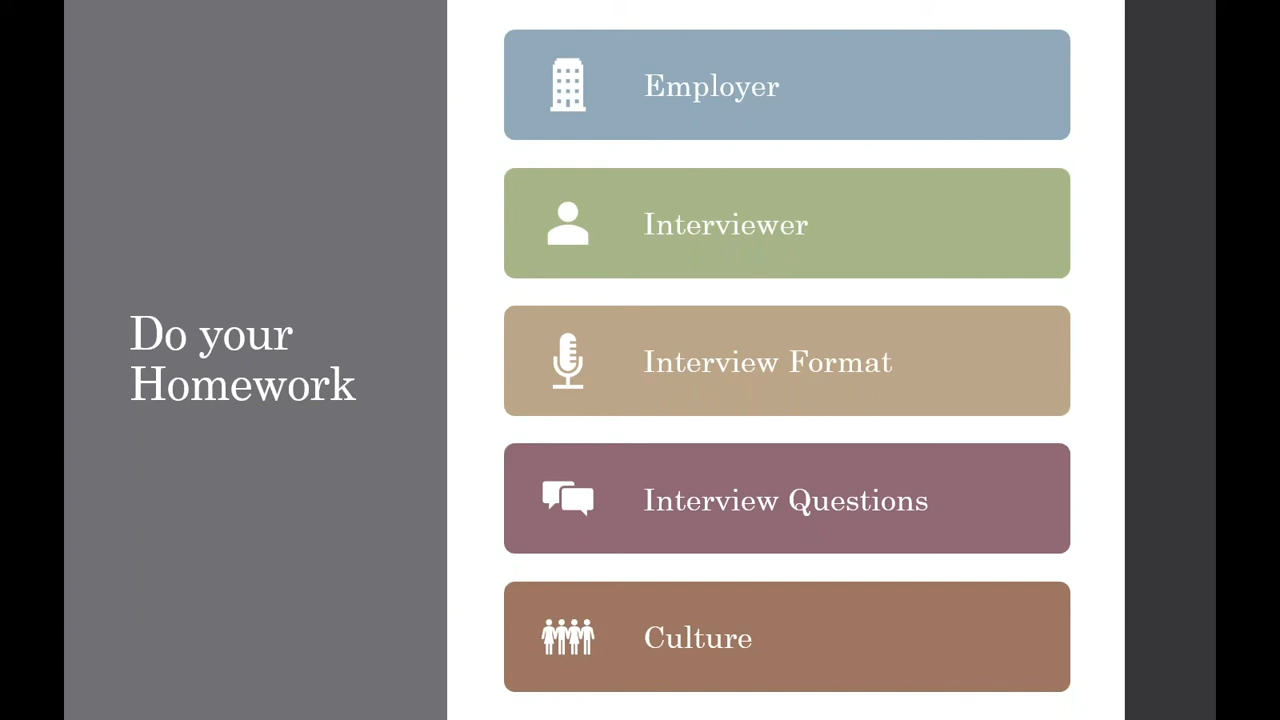 Do your
Homework
Employer
Interviewer
Interview Format
Interview Questions
Culture